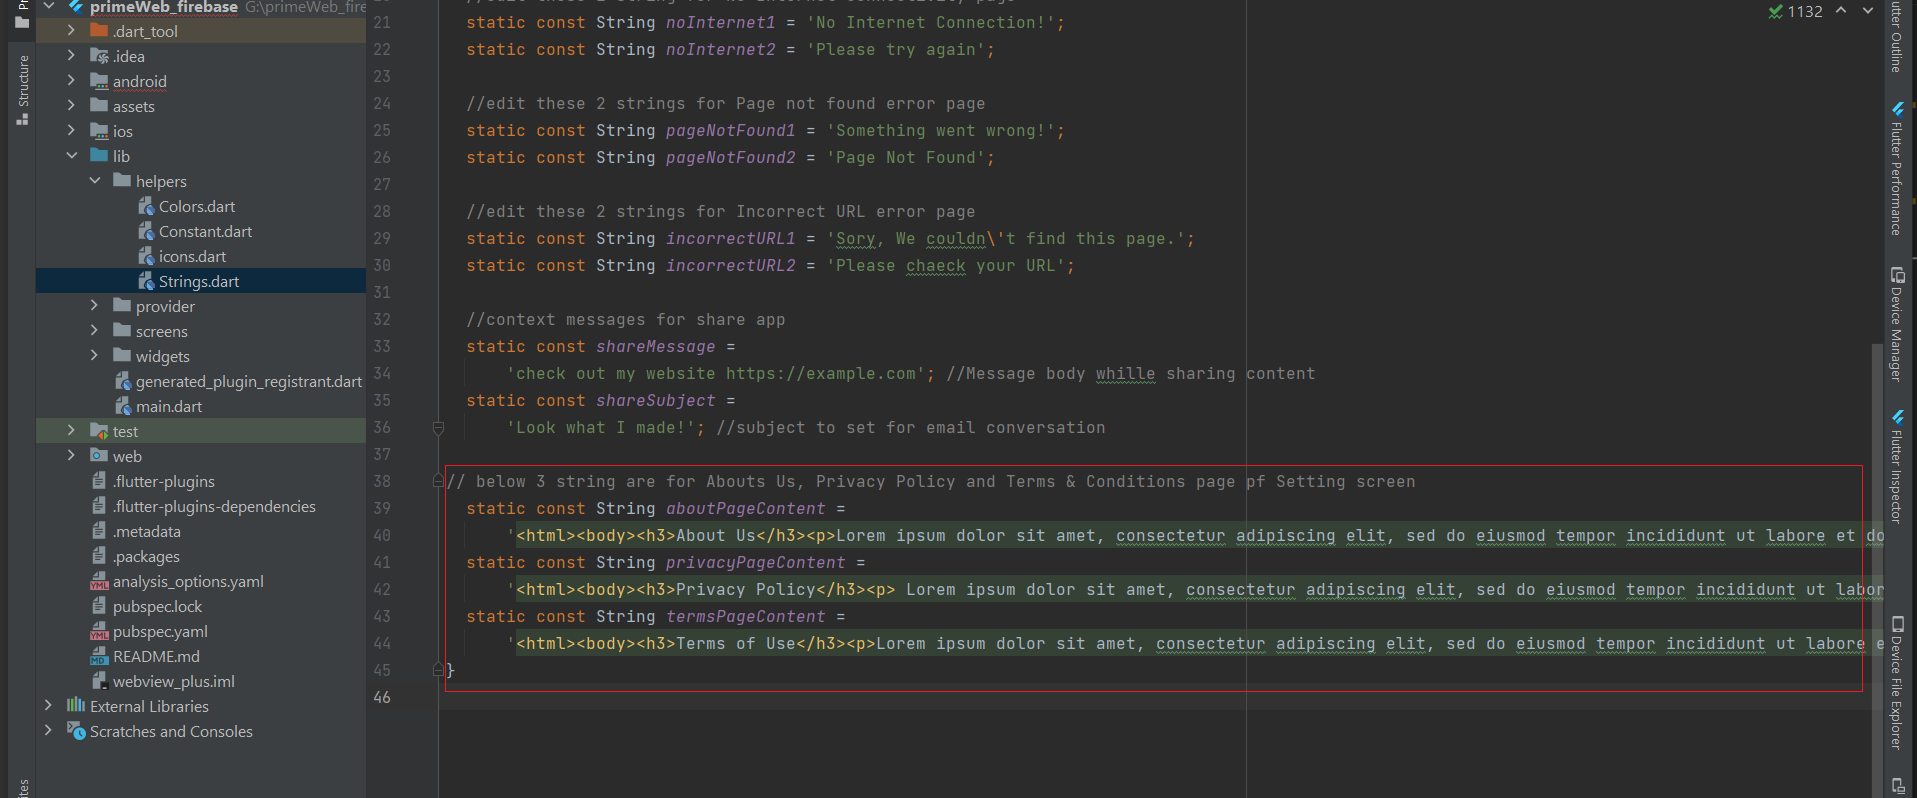 primeWeb_firebase G:\primeWeb_fire
.dart_tool
.idea
android
assets
ios
lib
helpers
Colors.dart
Constant.dart
icons.dart
Strings.dart
provider
screens
widgets
generated_plugin_registrant.dart
main.dart
test
web
.flutter-plugins
.flutter-plugins-dependencies
.metadata
.packages
analysis_options.yaml
pubspec.lock
pubspec.yaml
README.md
webview_plus.iml
External Libraries
Scratches and Consoles
Structure
1132
21 static const String noInternet1 = 'No Internet Connection!';
22 static const String noInternet2 = 'Please try again';
23
24 //edit these 2 strings for Page not found error page
25 static const String pageNotFound1 = 'Something went wrong!';
26 static const String pageNotFound2 = 'Page Not Found';
27
28 //edit these 2 strings for Incorrect URL error page
29 static const String incorrectURL1 = 'Sory, We couldn\'t find this page.';
30 static const String incorrectURL2 = 'Please chaeck your URL';
31
32 //context messages for share app
33 static const shareMessage =
34 'check out my website https://example.com'; //Message body whille sharing content
35 static const shareSubject =
36 'Look what I made!'; //subject to set for email conversation
37
38 // below 3 string are for Abouts Us, Privacy Policy and Terms & Conditions page pf Setting screen
39 static const String aboutPageContent =
40 '<html><body><h3>About Us</h3><p>Lorem ipsum dolor sit amet, consectetur adipiscing elit, sed do eiusmod tempor incididunt ut labore et do
41 static const String privacyPageContent =
42 '<html><body><h3>Privacy Policy</h3><p> Lorem ipsum dolor sit amet, consectetur adipiscing elit, sed do eiusmod tempor incididunt ut labor
43 static const String termsPageContent =
44 '<html><body><h3>Terms of Use</h3><p>Lorem ipsum dolor sit amet, consectetur adipiscing elit, sed do eiusmod tempor incididunt ut labore e
45 }
46
utter Outline
Flutter Performance
Device Manager
Flutter Inspector
Device File Explorer